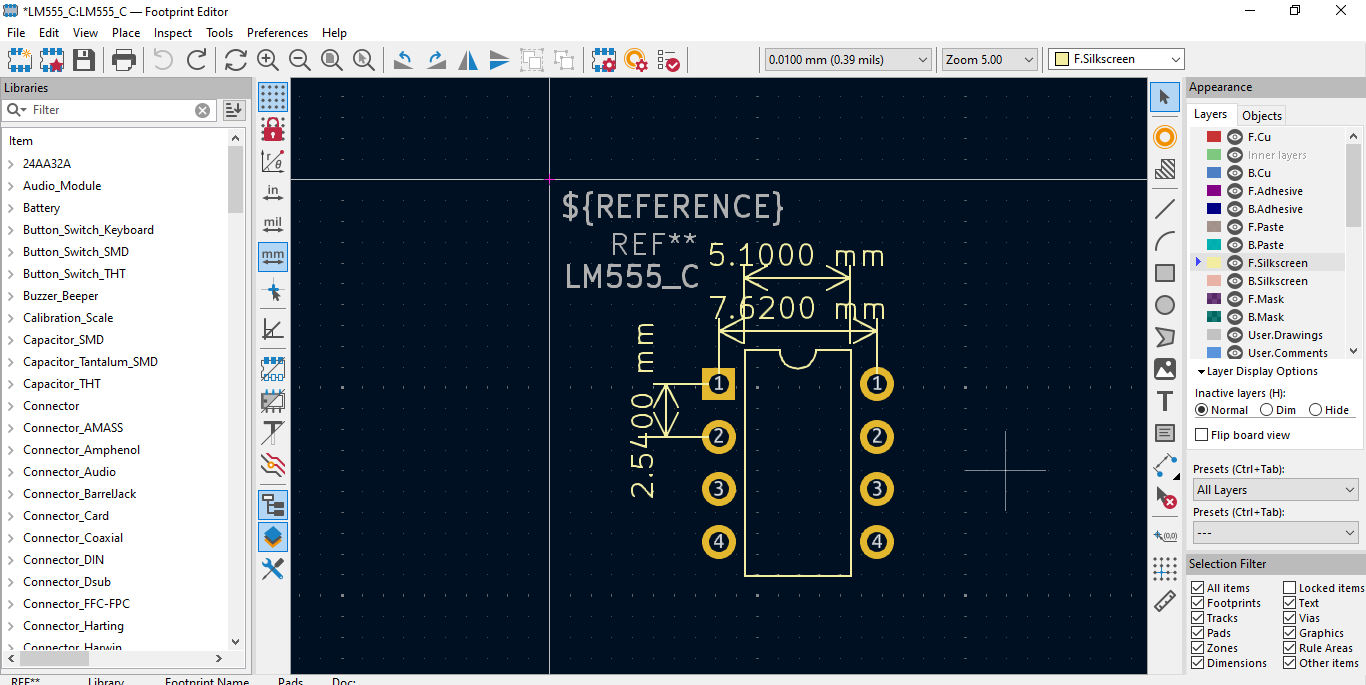 *LM555_C:LM555_C — Footprint Editor
File Edit View Place Inspect Tools Preferences Help
0.0100 mm (0.39 mils)
Zoom 5.00
F.Silkscreen
Libraries
Filter
Item
24AA32A
Audio_Module
Battery
Button_Switch_Keyboard
Button_Switch_SMD
Button_Switch_THT
Buzzer_Beeper
Calibration_Scale
Capacitor_SMD
Capacitor_Tantalum_SMD
Capacitor_THT
Connector
Connector_AMASS
Connector_Amphenol
Connector_Audio
Connector_BarrelJack
Connector_Card
Connector_Coaxial
Connector_DIN
Connector_Dsub
Connector_FFC-FPC
Connector_Harting
Connector_Harwin
in
mil
mm
${REFERENCE}
REF**
5.1000 mm
LM555_C
7.6200 mm
2.5400 mm
1 1
2 2
3 3
4 4
(0,0)
Appearance
Layers Objects
F.Cu
Inner layers
B.Cu
F.Adhesive
B.Adhesive
F.Paste
B.Paste
F.Silkscreen
B.Silkscreen
F.Mask
B.Mask
User.Drawings
User.Comments
Layer Display Options
Inactive layers (H):
Normal Dim Hide
Flip board view
Presets (Ctrl+Tab):
All Layers
Presets (Ctrl+Tab):
---
Selection Filter
All items Locked items
Footprints Text
Tracks Vias
Pads Graphics
Zones Rule Areas
Dimensions Other items
REF** Library Footprint Name Pads Doc: